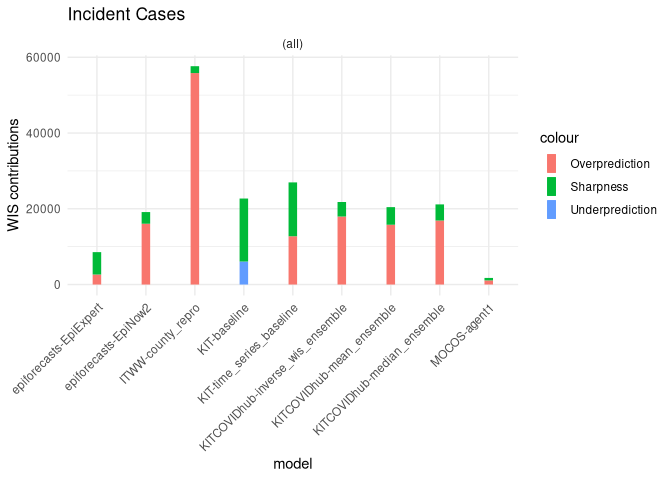 Incident Cases
(all)
60000
40000
20000
0
WIS contributions
epiforecasts-EpiExpert
epiforecasts-EpiNow2
ITWW-county_repro
KIT-baseline
KIT-time_series_baseline
KITCOVIDhub-inverse_wis_ensemble
KITCOVIDhub-mean_ensemble
KITCOVIDhub-median_ensemble
MOCOS-agent1
model
colour
Overprediction
Sharpness
Underprediction